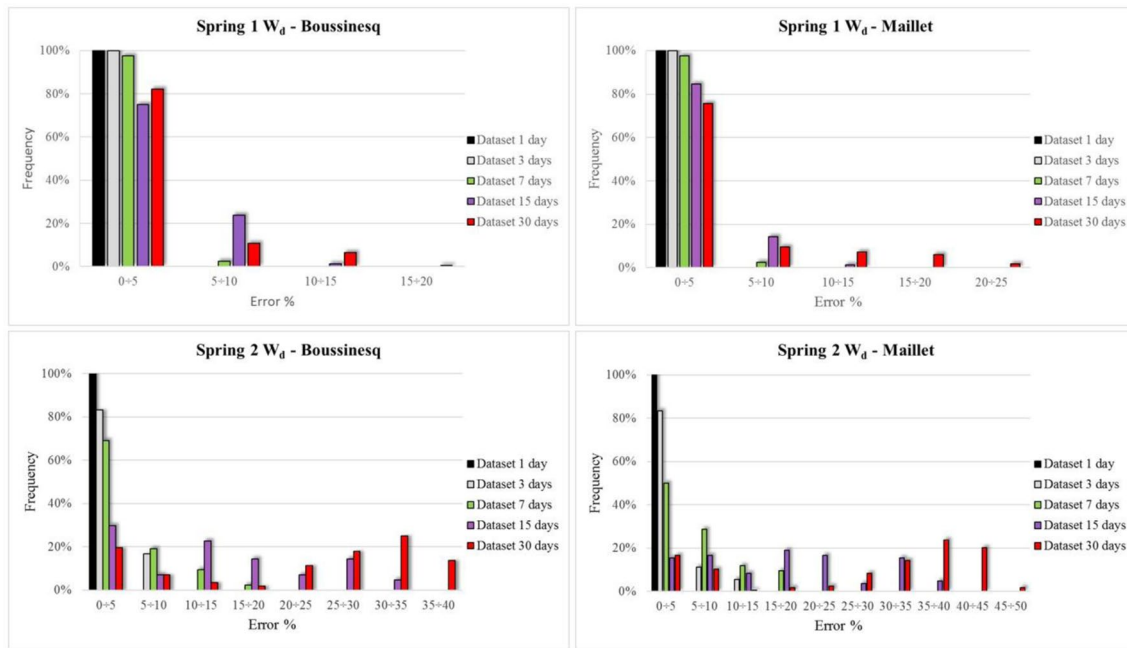 Spring 1 Wd - Boussinesq
100%
80%
60%
40%
20%
0%
Frequency
0÷5 5÷10 10÷15 15÷20
Error %
Dataset 1 day
Dataset 3 days
Dataset 7 days
Dataset 15 days
Dataset 30 days
Spring 1 Wd - Maillet
100%
80%
60%
40%
20%
0%
Frequency
0÷5 5÷10 10÷15 15÷20 20÷25
Error %
Dataset 1 day
Dataset 3 days
Dataset 7 days
Dataset 15 days
Dataset 30 days
Spring 2 Wd - Boussinesq
100%
80%
60%
40%
20%
0%
Frequency
0÷5 5÷10 10÷15 15÷20 20÷25 25÷30 30÷35 35÷40
Error %
Dataset 1 day
Dataset 3 days
Dataset 7 days
Dataset 15 days
Dataset 30 days
Spring 2 Wd - Maillet
100%
80%
60%
40%
20%
0%
Frequency
0÷5 5÷10 10÷15 15÷20 20÷25 25÷30 30÷35 35÷40 40÷45 45÷50
Error %
Dataset 1 day
Dataset 3 days
Dataset 7 days
Dataset 15 days
Dataset 30 days